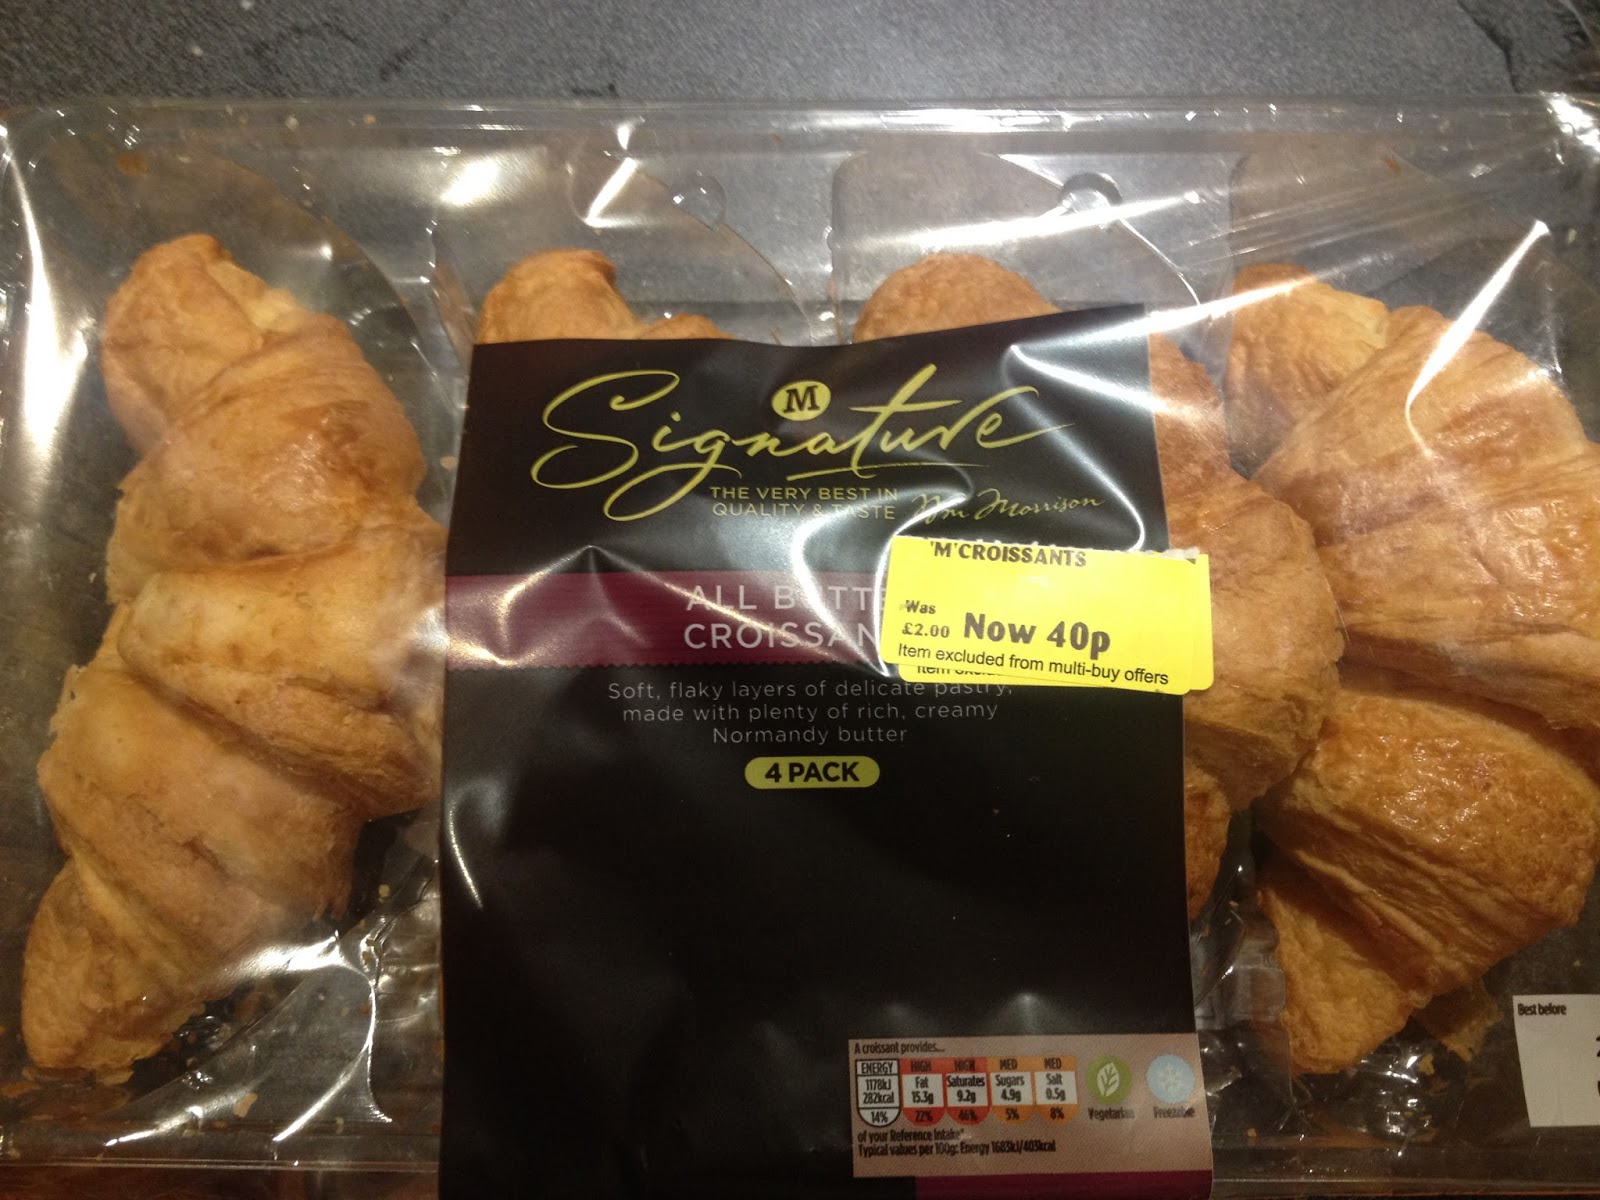 M
Signature
THE VERY BEST IN
QUALITY & TASTE
Wm Morrison
'M'CROISSANTS
Was
£2.00 Now 40p
Item excluded from multi-buy offers
ALL BUTTE
CROISSAN
Soft, flaky layers of delicate pastry,
made with plenty of rich, creamy
Normandy butter
4 PACK
Best before
A croissant provides...
ENERGY HIGH HIGH MED MED
1178kJ Fat Saturates Sugars Salt
282kcal 15.3g 9.2g 4.9g 0.5g
14% 22% 46% 5% 8%
Vegetarian Freezable
of your Reference Intake*
Typical values per 100g: Energy 1683kJ/403kcal